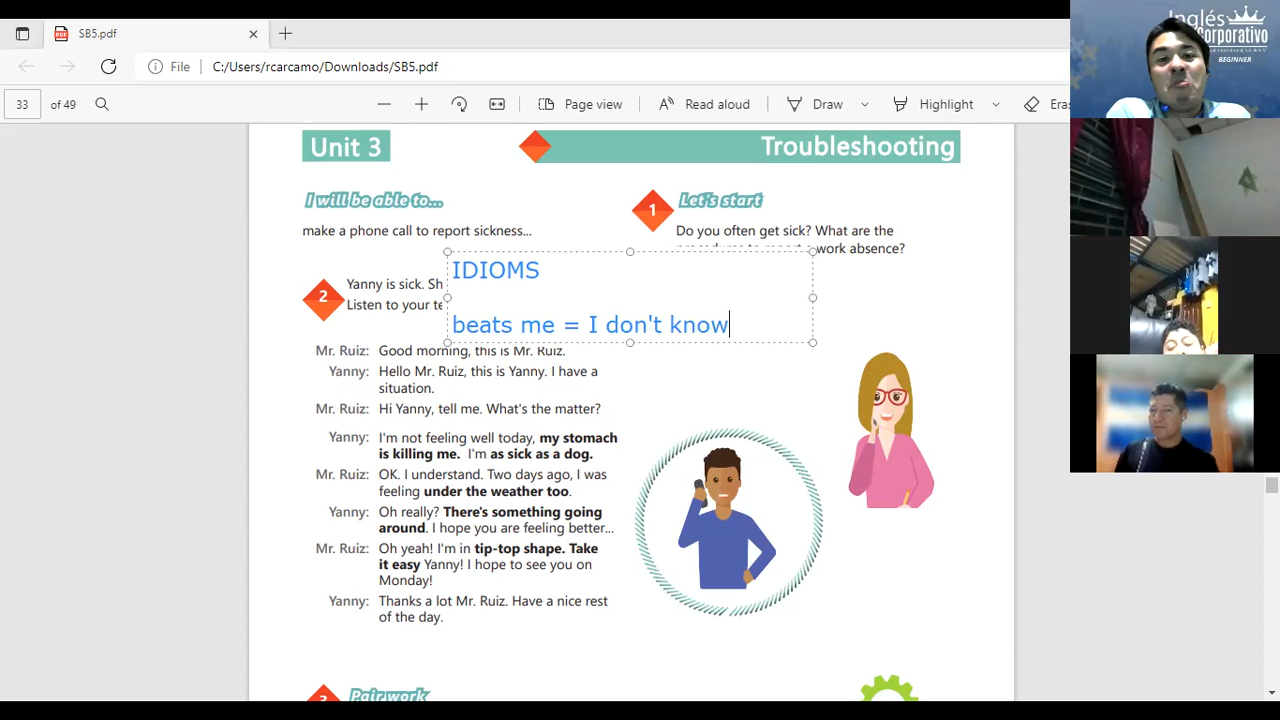 SB5.pdf
File
C:/Users/rcarcamo/Downloads/SB5.pdf
33 of 49
Page view
Read aloud
Draw
Highlight
Eras
Inglés
Corporativo
BEGINNER
Unit 3
Troubleshooting
I will be able to...
make a phone call to report sickness...
1
Let's start
Do you often get sick? What are the
work absence?
2
Yanny is sick. Sh
Listen to your te
IDIOMS
beats me = I don't know
Mr. Ruiz: Good morning, this is Mr. Ruiz.
Yanny: Hello Mr. Ruiz, this is Yanny. I have a
situation.
Mr. Ruiz: Hi Yanny, tell me. What's the matter?
Yanny: I'm not feeling well today, my stomach
is killing me. I'm as sick as a dog.
Mr. Ruiz: OK. I understand. Two days ago, I was
feeling under the weather too.
Yanny: Oh really? There's something going
around. I hope you are feeling better...
Mr. Ruiz: Oh yeah! I'm in tip-top shape. Take
it easy Yanny! I hope to see you on
Monday!
Yanny: Thanks a lot Mr. Ruiz. Have a nice rest
of the day.
Pair work